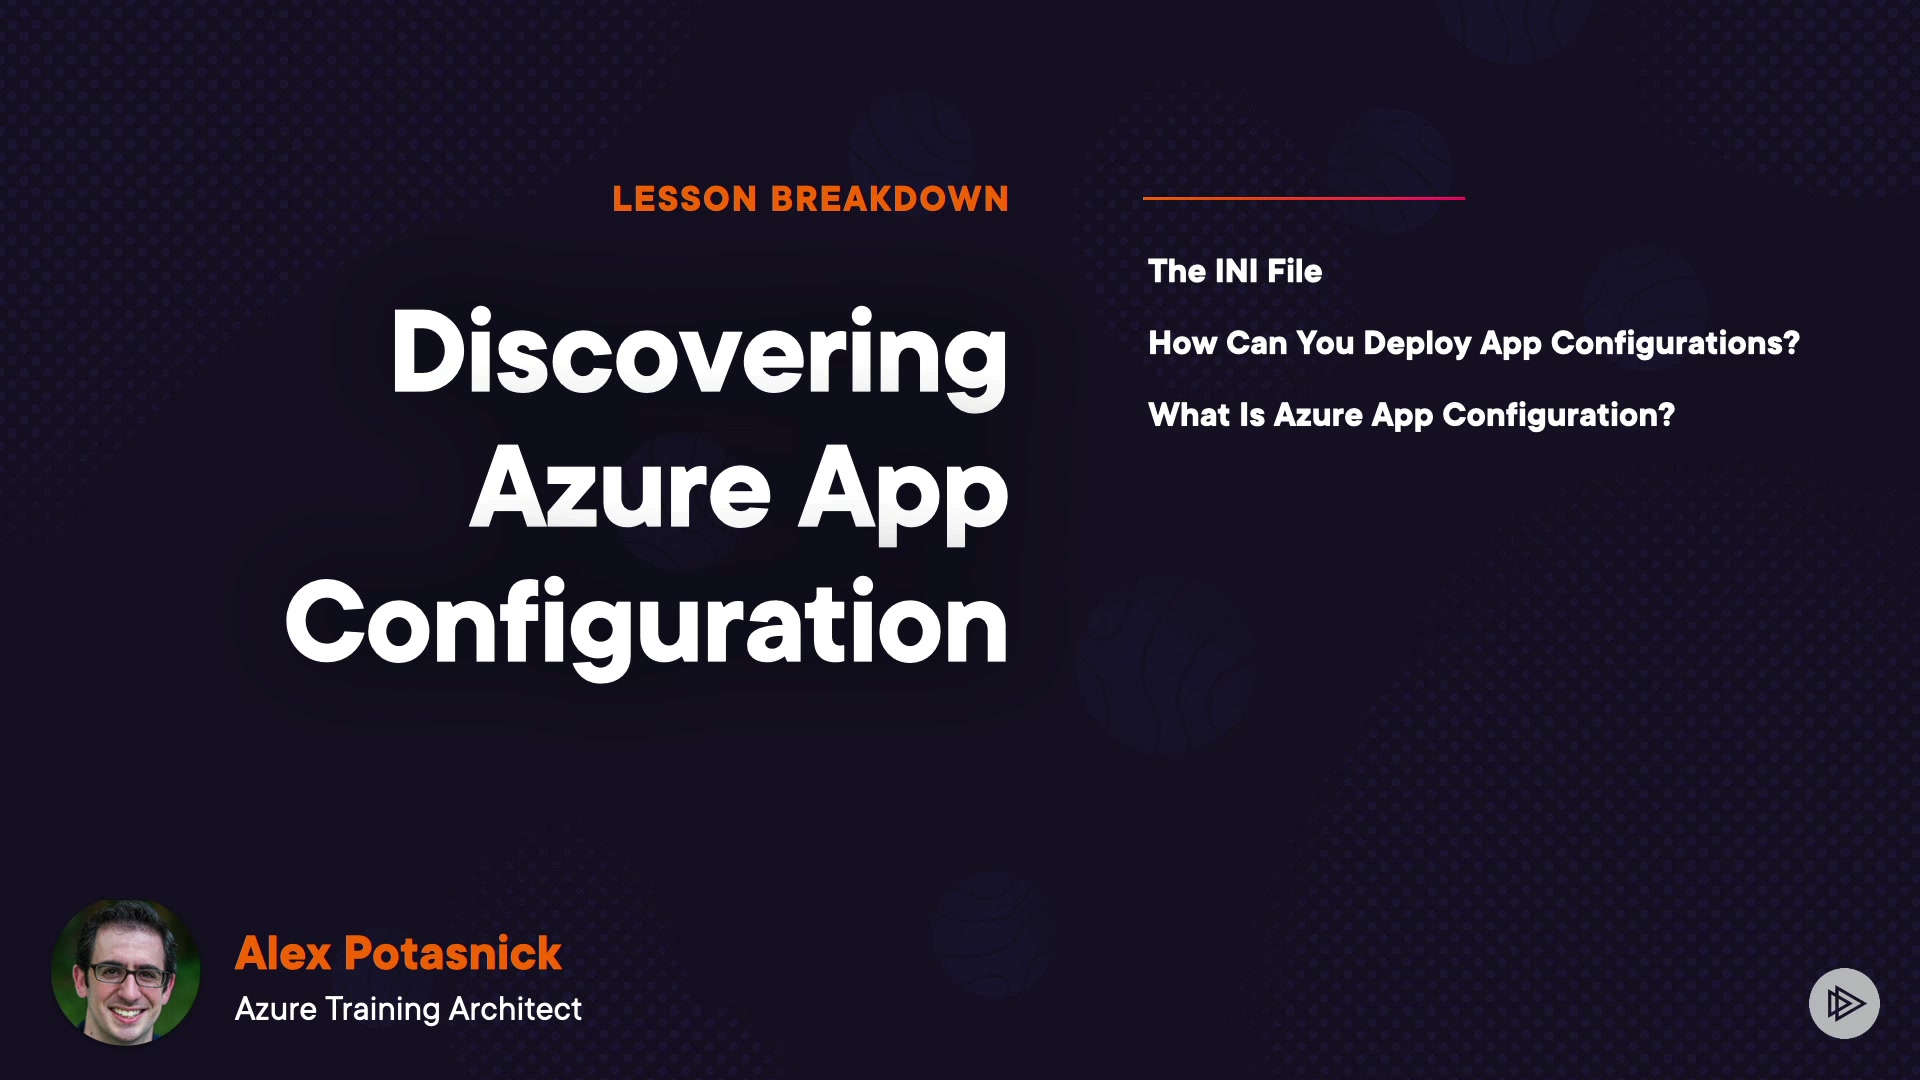 LESSON BREAKDOWN
Discovering
Azure App
Configuration
The INI File
How Can You Deploy App Configurations?
What Is Azure App Configuration?
Alex Potasnick
Azure Training Architect